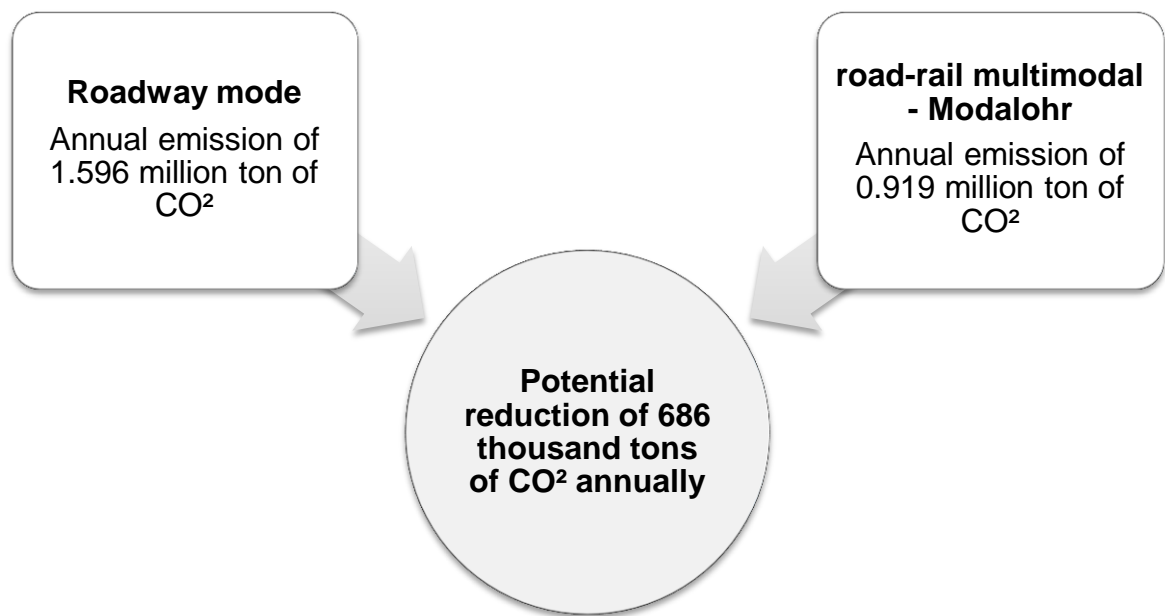 Roadway mode
Annual emission of
1.596 million ton of
CO²
road-rail multimodal
- Modalohr
Annual emission of
0.919 million ton of
CO²
Potential
reduction of 686
thousand tons
of CO² annually